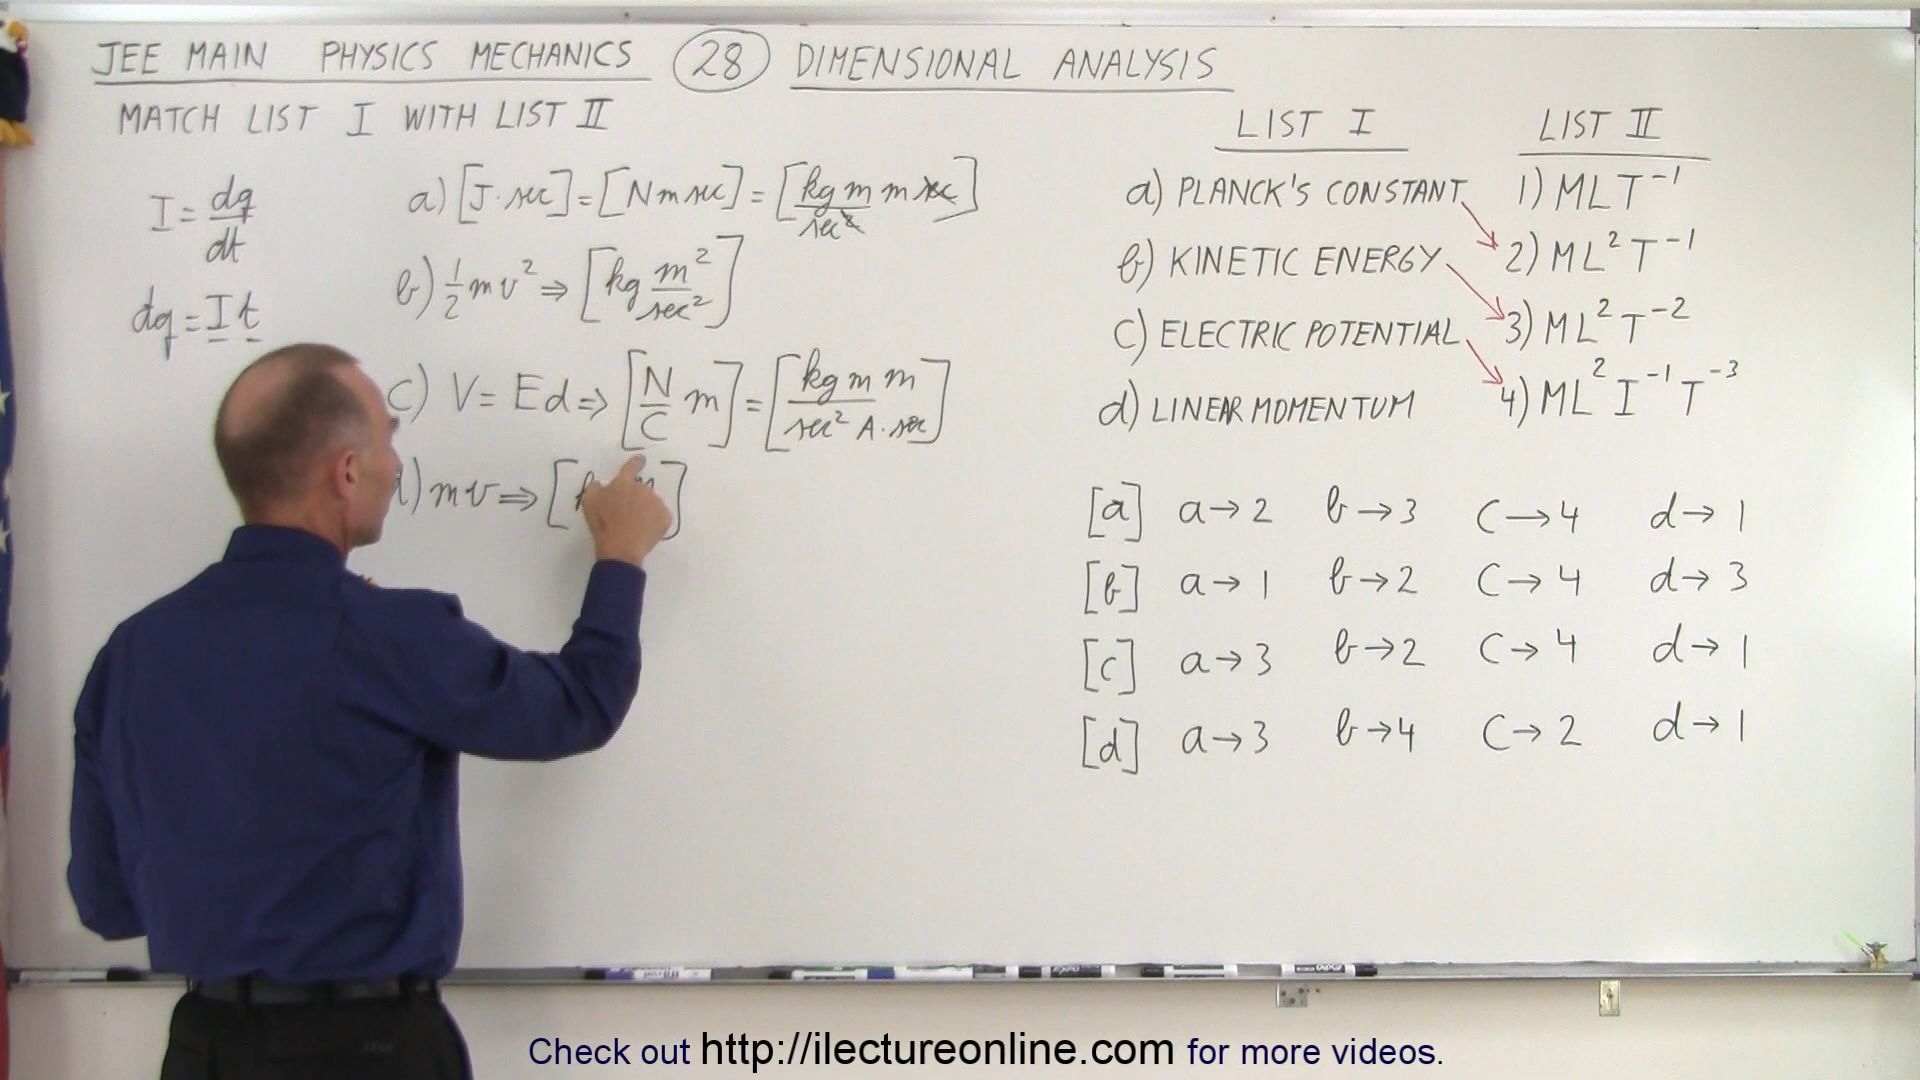 JEE MAIN PHYSICS MECHANICS 28 DIMENSIONAL ANALYSIS
MATCH LIST I WITH LIST II
I = dq/dt
dq = I t
a) [J·sec] = [N m sec] = [kg m/sec² m sec]
b) 1/2 mv² ⇒ [kg m²/sec²]
c) V = Ed ⇒ [N/C m] = [kg m m/sec² A·sec]
d) mv ⇒ [
LIST I LIST II
a) PLANCK'S CONSTANT 1) MLT⁻¹
b) KINETIC ENERGY 2) ML²T⁻¹
c) ELECTRIC POTENTIAL 3) ML²T⁻²
d) LINEAR MOMENTUM 4) ML²I⁻¹T⁻³
[a] a→2 b→3 c→4 d→1
[b] a→1 b→2 c→4 d→3
[c] a→3 b→2 c→4 d→1
[d] a→3 b→4 c→2 d→1
Check out http://ilectureonline.com for more videos.